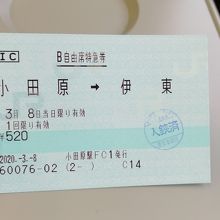 IC
B自由席特急券
小田原 → 伊東
3月 8日当日限り有効
1回限り有効
¥520
入鋏済
2020.-3.-8 小田原駅FC1発行
60076-02 (2- ) C14